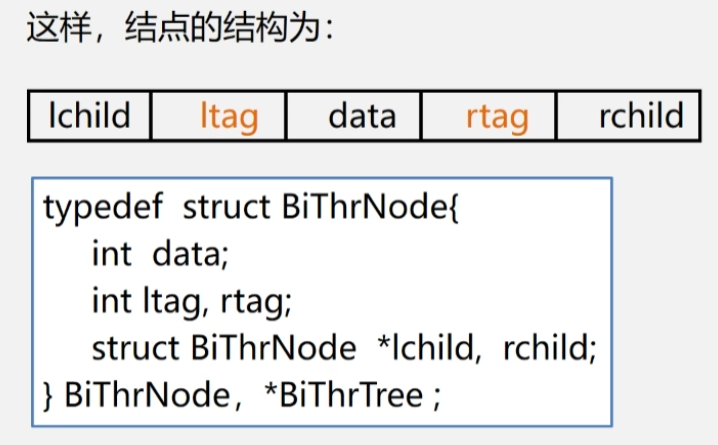 这样，结点的结构为：
lchild ltag data rtag rchild
typedef struct BiThrNode{
int data;
int ltag, rtag;
struct BiThrNode *lchild, rchild;
} BiThrNode，*BiThrTree ;